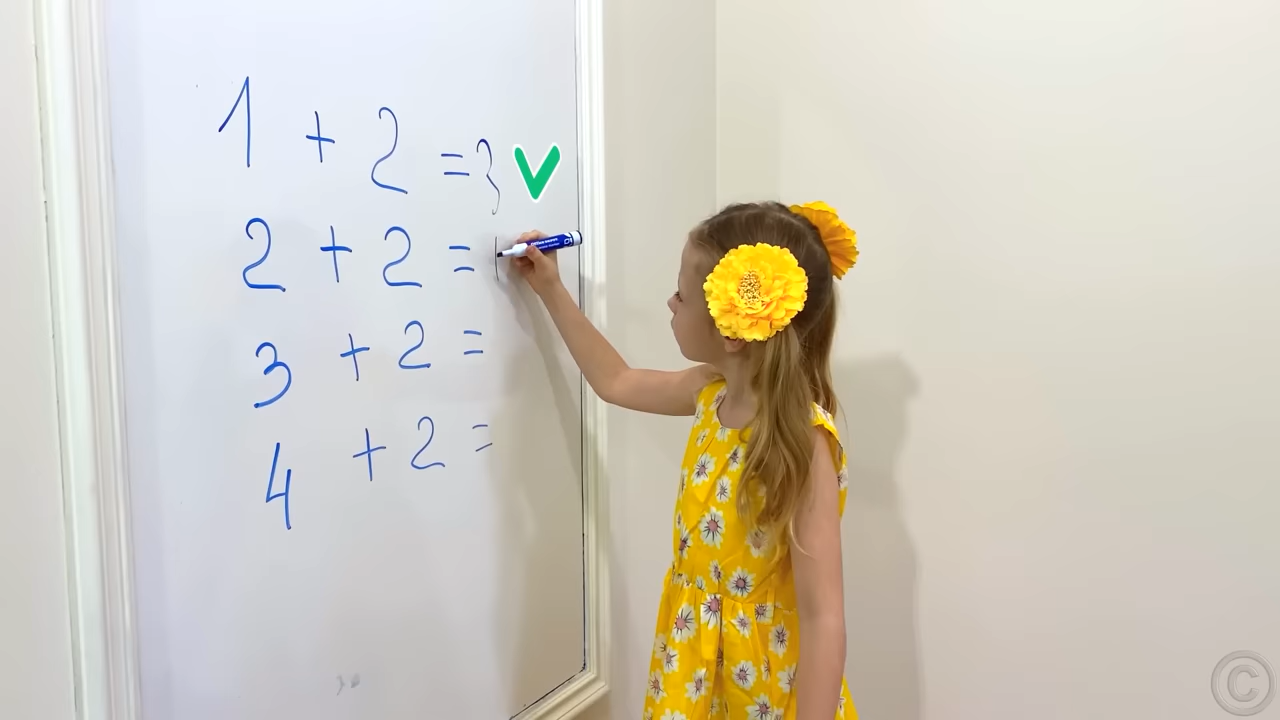 1 + 2 = 3
2 + 2 =
3 + 2 =
4 + 2 =
©